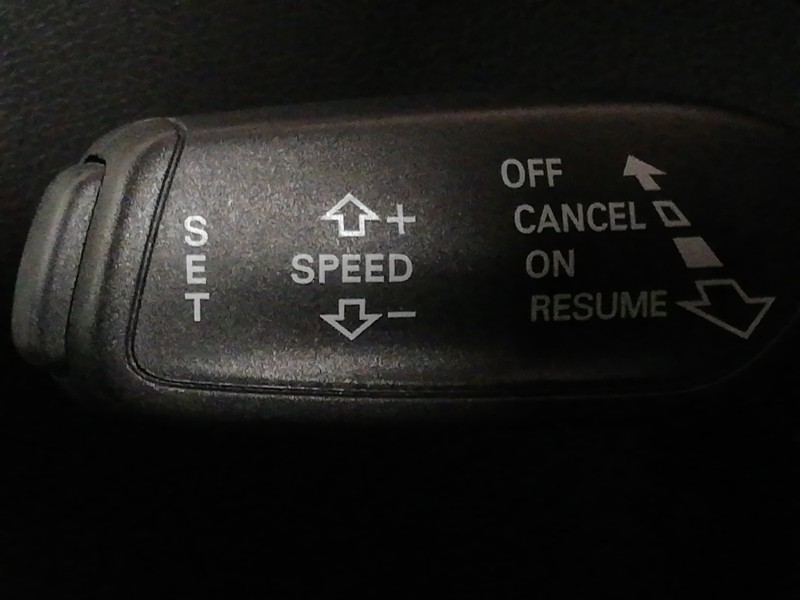 SET
SPEED
+
-
OFF
CANCEL
ON
RESUME